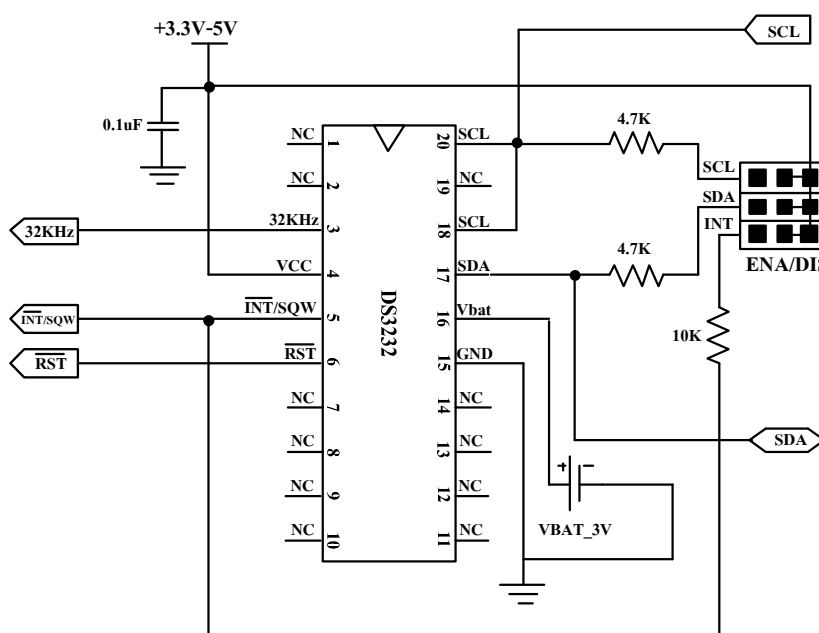 +3.3V-5V
SCL
0.1uF
NC 1
NC 2
32KHz 32KHz 3
VCC 4
INT/SQW INT/SQW 5
RST RST 6
NC 7
NC 8
NC 9
NC 10
DS3232
20 SCL
19 NC
18 SCL
17 SDA
16 Vbat
15 GND
14 NC
13 NC
12 NC
11 NC
4.7K
4.7K
SCL
SDA
INT
ENA/DIS
10K
SDA
+ −
VBAT_3V